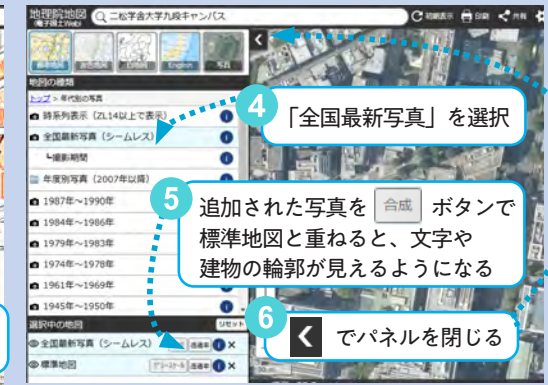 地理院地図
(電子国土Web)
二松学舎大学九段キャンパス
初期表示
印刷
共有
標準地図
淡色地図
白地図
English
写真
地図の種類
トップ > 年代別の写真
時系列表示（ZL14以上で表示）
全国最新写真（シームレス）
└撮影期間
年度別写真（2007年以降）
1987年～1990年
1984年～1986年
1979年～1983年
1974年～1978年
1961年～1969年
1945年～1950年
選択中の地図
リセット
全国最新写真（シームレス）
透過率
標準地図
グレースケール
透過率
4
「全国最新写真」を選択
5
追加された写真を 合成 ボタンで
標準地図と重ねると、文字や
建物の輪郭が見えるようになる
6
でパネルを閉じる